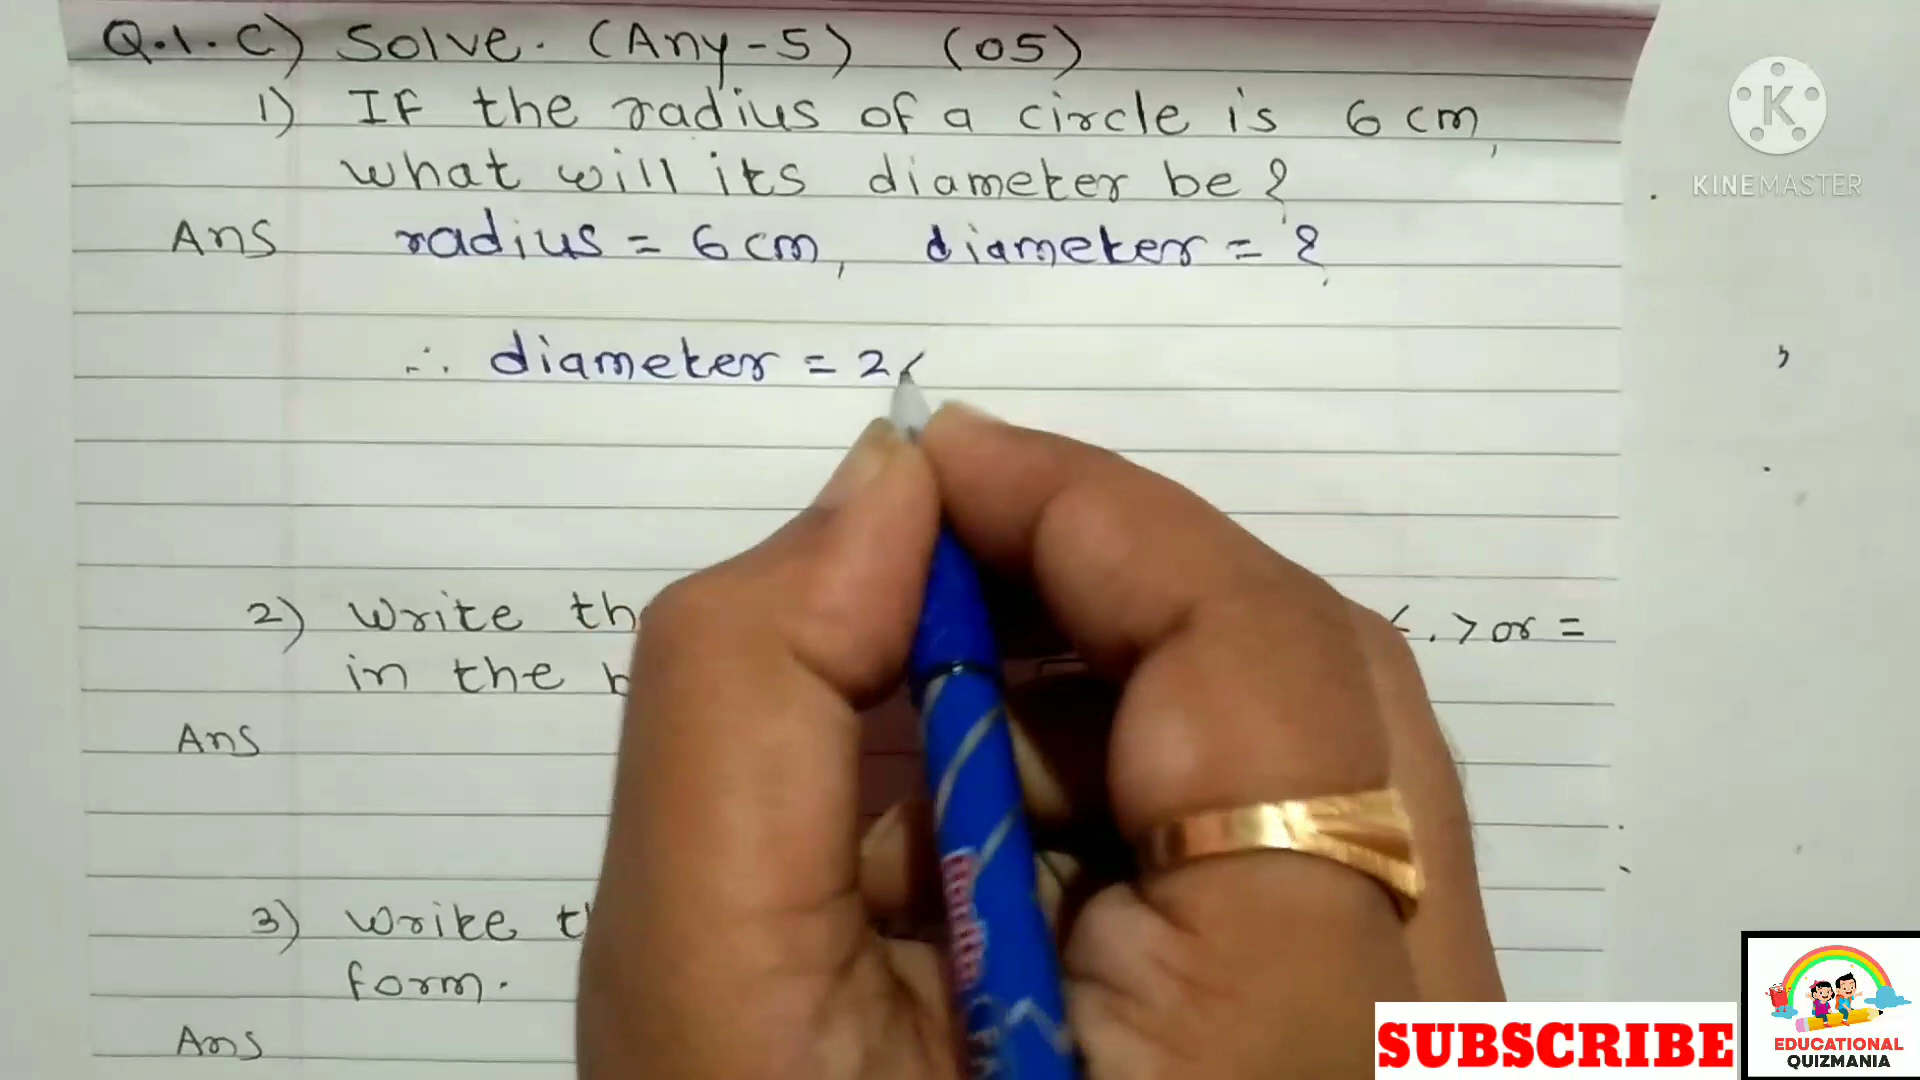 Q.1.C) Solve. (Any-5) (05)
1) If the radius of a circle is 6 cm,
what will its diameter be?
Ans radius = 6 cm, diameter = ?
∴ diameter = 2
2) Write < , > or =
in the
Ans
3) Write
form.
Ans
KINEMASTER
SUBSCRIBE
EDUCATIONAL
QUIZMANIA